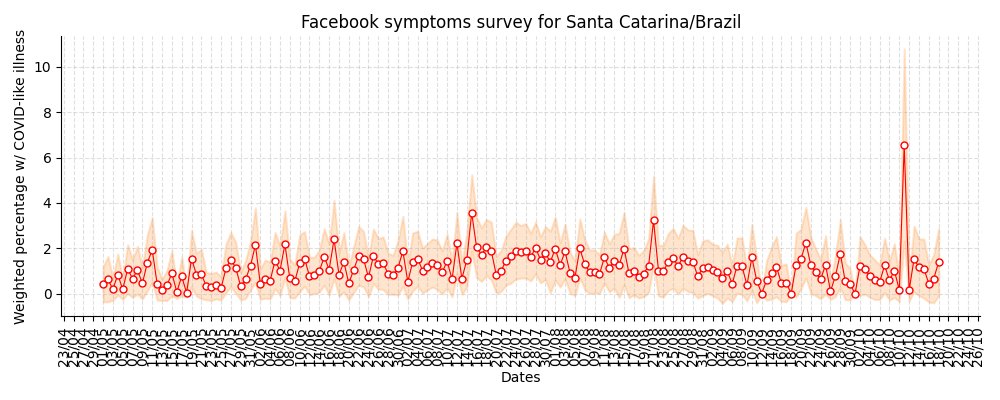 Facebook symptoms survey for Santa Catarina/Brazil
Weighted percentage w/ COVID-like illness
10
8
6
4
2
0
23/04 25/04 27/04 29/04 01/05 03/05 05/05 07/05 09/05 11/05 13/05 15/05 17/05 19/05 21/05 23/05 25/05 27/05 29/05 31/05 02/06 04/06 06/06 08/06 10/06 12/06 14/06 16/06 18/06 20/06 22/06 24/06 26/06 28/06 30/06 02/07 04/07 06/07 08/07 10/07 12/07 14/07 16/07 18/07 20/07 22/07 24/07 26/07 28/07 30/07 01/08 03/08 05/08 07/08 09/08 11/08 13/08 15/08 17/08 19/08 21/08 23/08 25/08 27/08 29/08 31/08 02/09 04/09 06/09 08/09 10/09 12/09 14/09 16/09 18/09 20/09 22/09 24/09 26/09 28/09 30/09 02/10 04/10 06/10 08/10 10/10 12/10 14/10 16/10 18/10 20/10 22/10 24/10 26/10
Dates